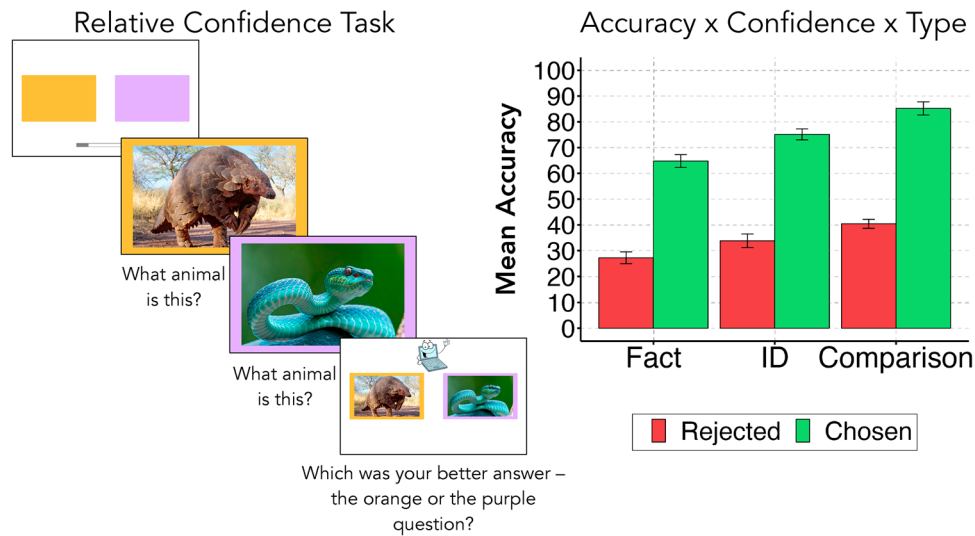 Relative Confidence Task
What animal
is this?
What animal
is this?
Which was your better answer –
the orange or the purple
question?
Accuracy x Confidence x Type
Mean Accuracy
100
90
80
70
60
50
40
30
20
10
0
Fact
ID
Comparison
Rejected
Chosen